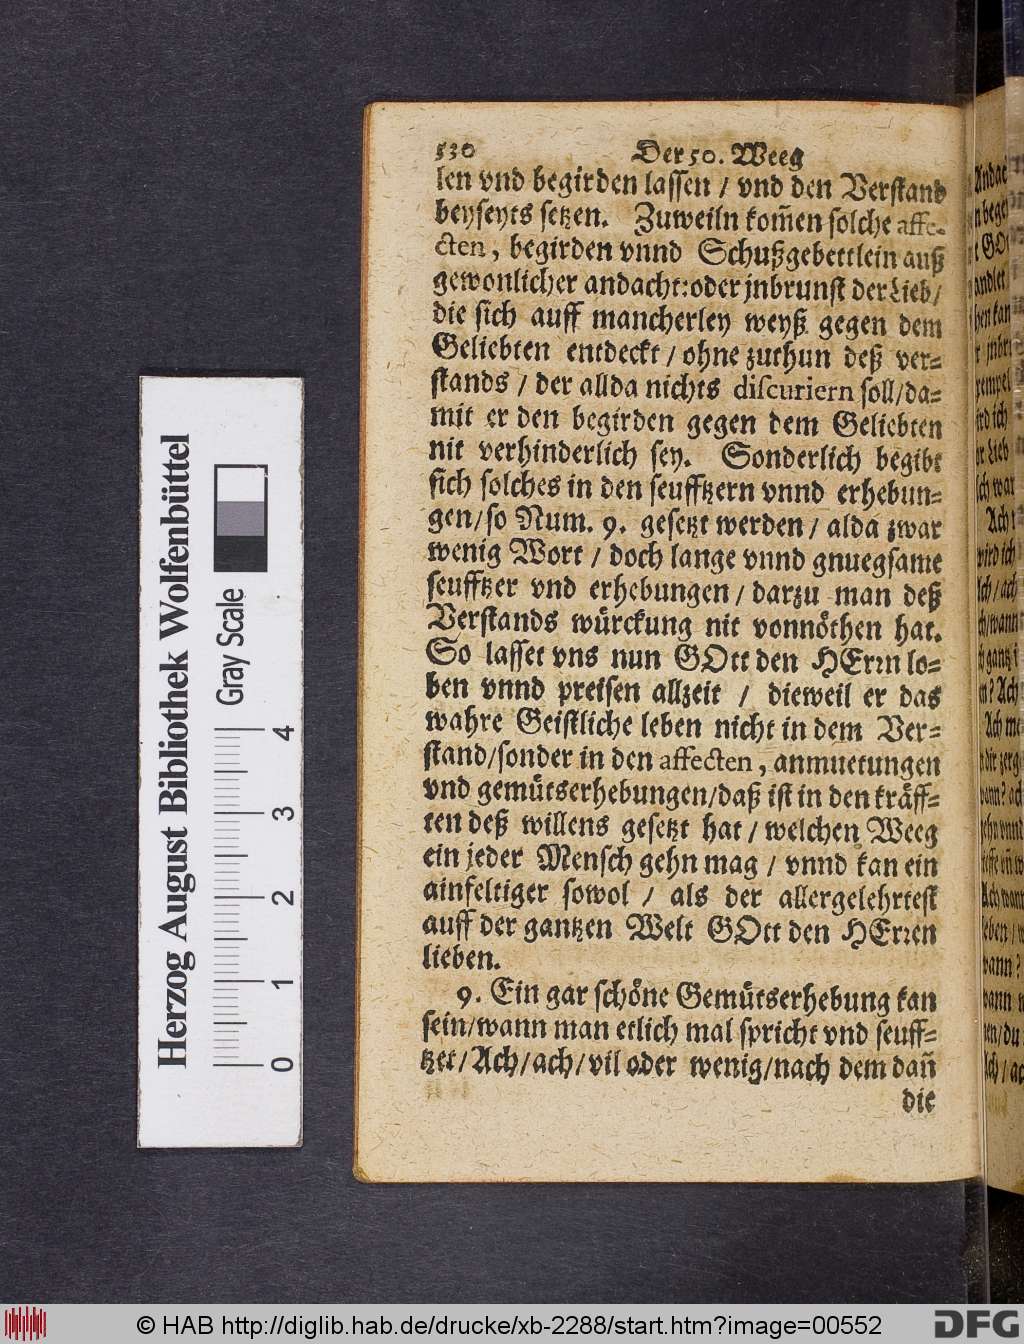 530 Der 50. Weeg
len vnd begirden lassen / vnd den Verstand
beyseyts setzen. Zuweiln kom̃en solche affe-
cten, begirden vnnd Schußgebettlein auß
gewonlicher andacht: oder jnbrunst der Lieb /
die sich auff mancherley weyß gegen dem
Geliebten entdeckt / ohne zuthun deß ver-
stands / der allda nichts discuriern soll / da-
mit er den begirden gegen dem Geliebten
nit verhinderlich sey. Sonderlich begibt
sich solches in den seufftzern vnnd erhebun-
gen / so Num. 9. gesetzt werden / alda zwar
wenig Wort / doch lange vnnd gnuegsame
seufftzer vnd erhebungen / darzu man deß
Verstands würckung nit vonnöthen hat.
So lasset vns nun GOtt den HErrn lo-
ben vnnd preisen allzeit / dieweil er das
wahre Geistliche leben nicht in dem Ver-
stand / sonder in den affecten, anmuetungen
vnd gemütserhebungen / daß ist in den kräff-
ten deß willens gesetzt hat / welchen Weeg
ein jeder Mensch gehn mag / vnnd kan ein
ainfeltiger sowol / als der allergelehrtest
auff der gantzen Welt GOtt den HErren
lieben.
9. Ein gar schöne Gemütserhebung kan
sein / wann man etlich mal spricht vnd seuff-
tzet / Ach / ach / vil oder wenig / nach dem dañ
die
Herzog August Bibliothek Wolfenbüttel
Gray Scale
0 1 2 3 4
© HAB http://diglib.hab.de/drucke/xb-2288/start.htm?image=00552
DFG